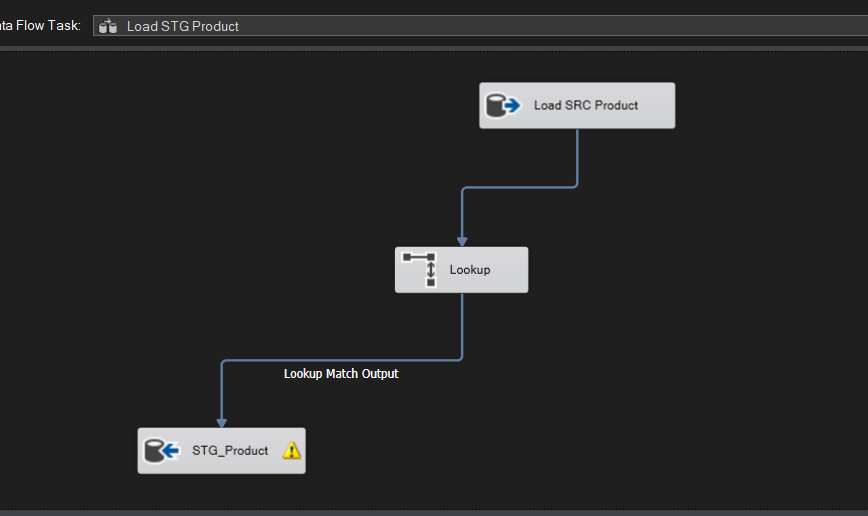 ata Flow Task:
Load STG Product
Load SRC Product
Lookup
Lookup Match Output
STG_Product